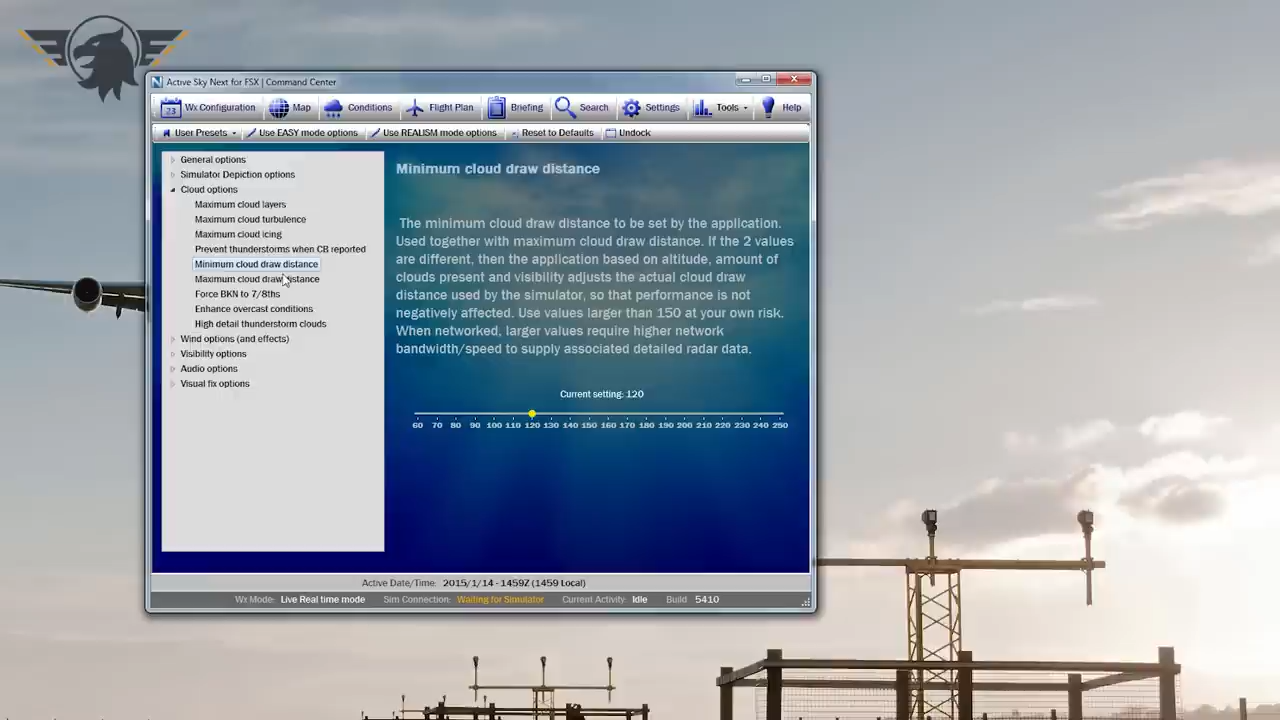 Active Sky Next for FSX | Command Center
Wx Configuration Map Conditions Flight Plan Briefing Search Settings Tools Help
User Presets Use EASY mode options Use REALISM mode options Reset to Defaults Undock
General options
Simulator Depiction options
Cloud options
Maximum cloud layers
Maximum cloud turbulence
Maximum cloud icing
Prevent thunderstorms when CB reported
Minimum cloud draw distance
Maximum cloud draw distance
Force BKN to 7/8ths
Enhance overcast conditions
High detail thunderstorm clouds
Wind options (and effects)
Visibility options
Audio options
Visual fix options
Minimum cloud draw distance
The minimum cloud draw distance to be set by the application.
Used together with maximum cloud draw distance. If the 2 values
are different, then the application based on altitude, amount of
clouds present and visibility adjusts the actual cloud draw
distance used by the simulator, so that performance is not
negatively affected. Use values larger than 150 at your own risk.
When networked, larger values require higher network
bandwidth/speed to supply associated detailed radar data.
Current setting: 120
60 70 80 90 100 110 120 130 140 150 160 170 180 190 200 210 220 230 240 250
Active Date/Time: 2015/1/14 - 1459Z (1459 Local)
Wx Mode: Live Real time mode Sim Connection: Waiting for Simulator Current Activity: Idle Build 5410